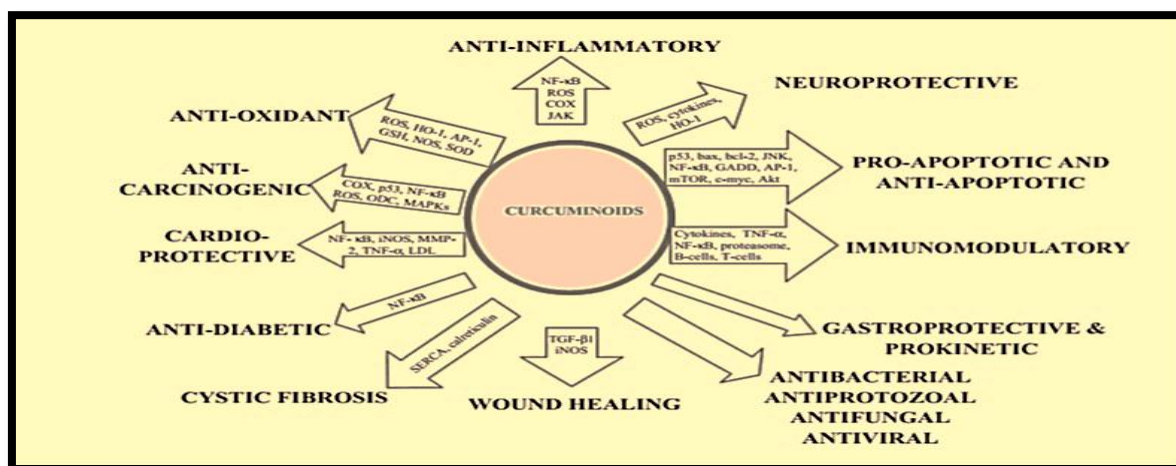 ANTI-INFLAMMATORY
NF-κB
ROS
COX
JAK
NEUROPROTECTIVE
ROS, cytokines,
HO-1
ANTI-OXIDANT
ROS, HO-1, AP-1,
GSH, NOS, SOD
PRO-APOPTOTIC AND
ANTI-APOPTOTIC
p53, bax, bcl-2, JNK,
NF-κB, GADD, AP-1,
mTOR, c-myc, Akt
ANTI-
CARCINOGENIC
COX, p53, NF-κB
ROS, ODC, MAPKs
CURCUMINOIDS
CARDIO-
PROTECTIVE
NF- κB, iNOS, MMP-
2, TNF-α, LDL
Cytokines, TNF-α,
NF-κB, proteasome,
B-cells, T-cells
IMMUNOMODULATORY
ANTI-DIABETIC
NF-κB
GASTROPROTECTIVE &
PROKINETIC
CYSTIC FIBROSIS
SERCA, calreticulin
TGF-β1
iNOS
WOUND HEALING
ANTIBACTERIAL
ANTIPROTOZOAL
ANTIFUNGAL
ANTIVIRAL